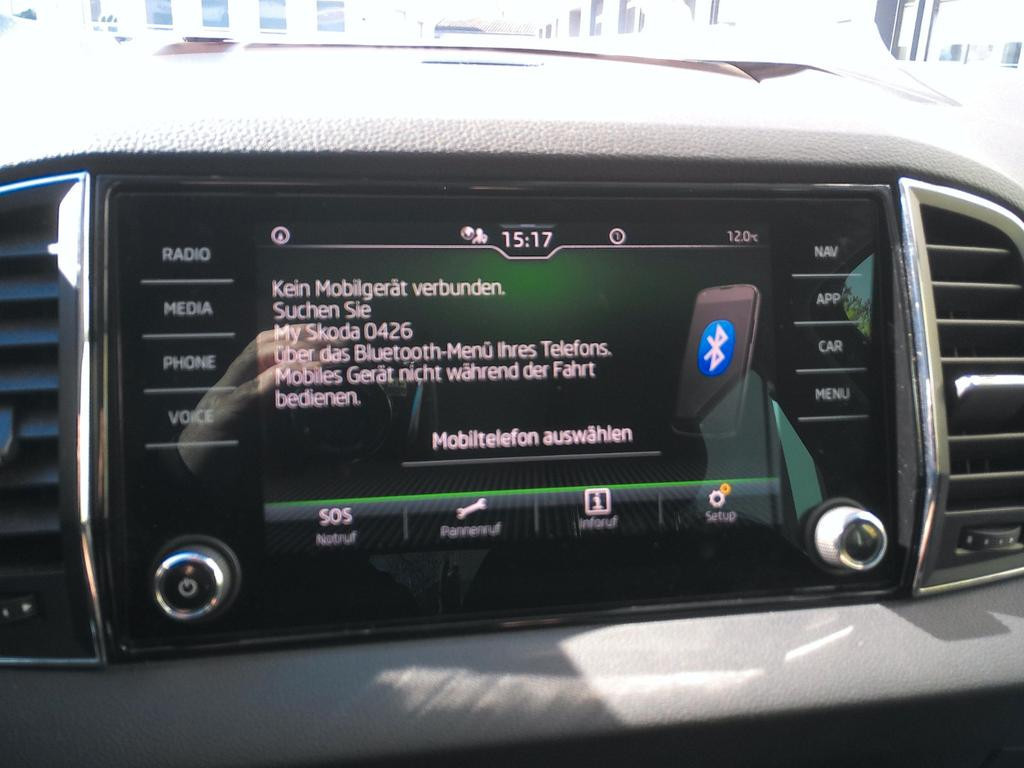 15:17
12.0°C
RADIO
MEDIA
PHONE
VOICE
Kein Mobilgerät verbunden.
Suchen Sie
My Skoda 0426
über das Bluetooth-Menü Ihres Telefons.
Mobiles Gerät nicht während der Fahrt
bedienen.
Mobiltelefon auswählen
SOS
Notruf
Pannenruf
Inforuf
Setup
NAV
APP
CAR
MENU